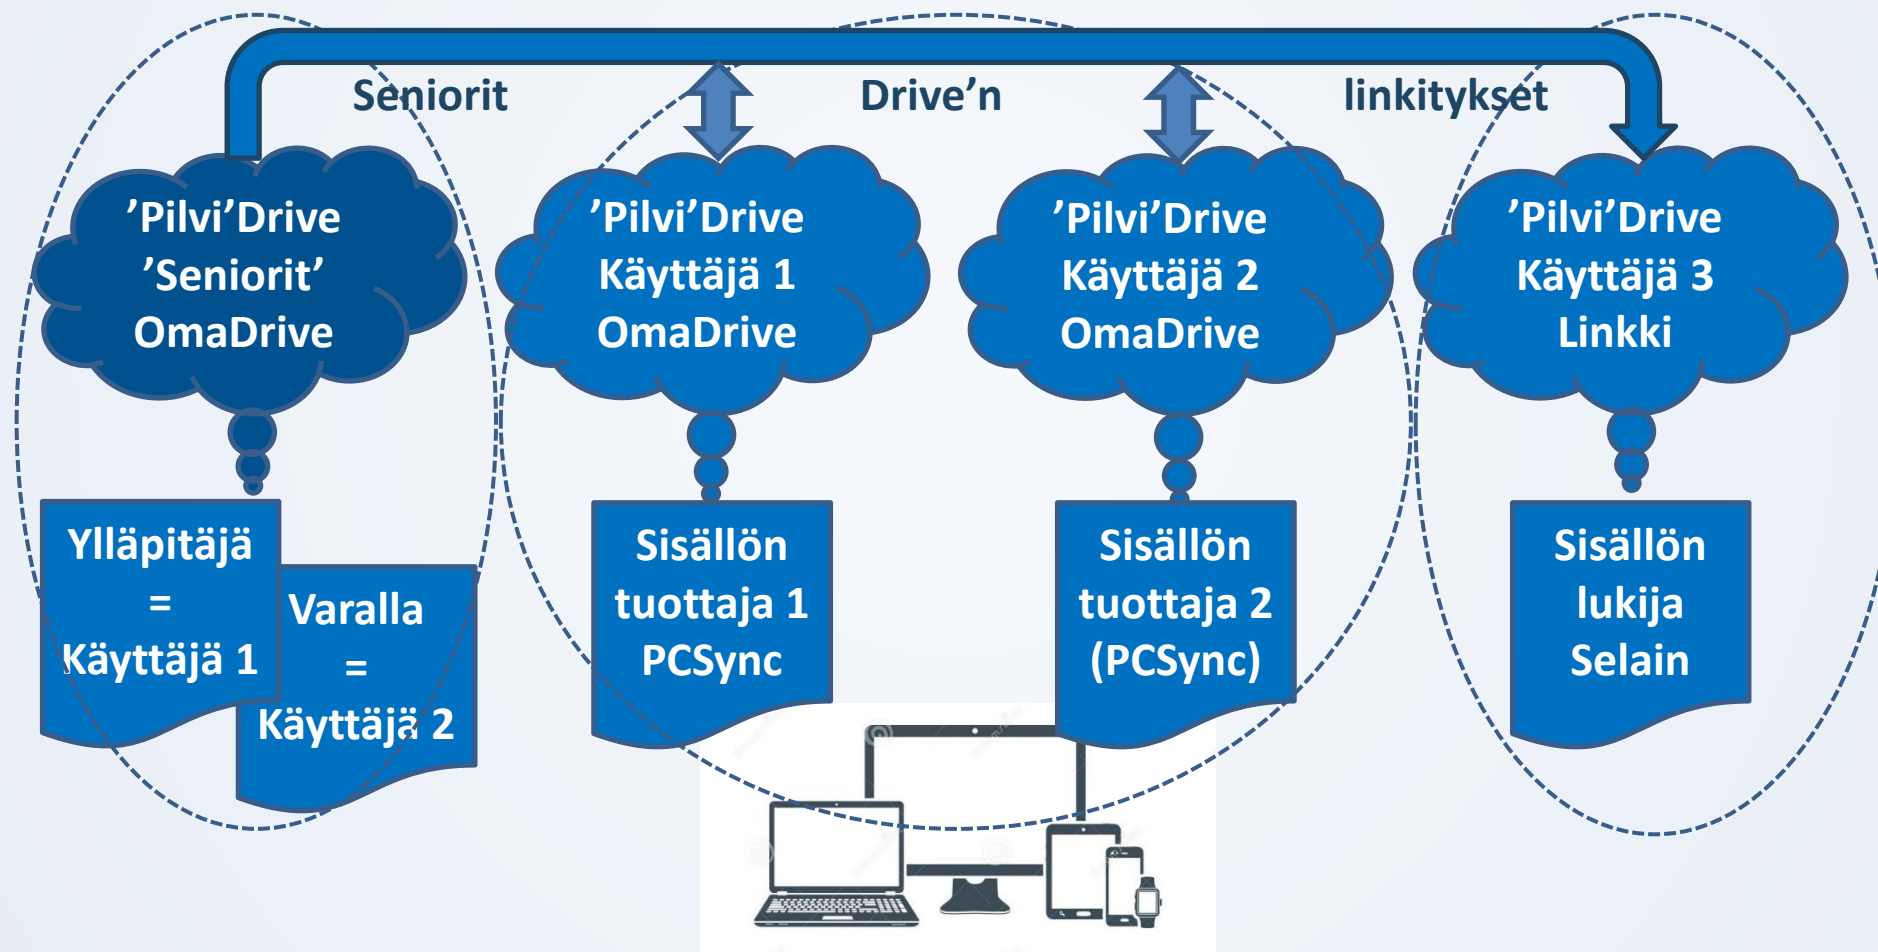 Seniorit Drive’n linkitykset
’Pilvi’Drive
’Seniorit’
OmaDrive
’Pilvi’Drive
Käyttäjä 1
OmaDrive
’Pilvi’Drive
Käyttäjä 2
OmaDrive
’Pilvi’Drive
Käyttäjä 3
Linkki
Ylläpitäjä
=
Käyttäjä 1
Varalla
=
Käyttäjä 2
Sisällön
tuottaja 1
PCSync
Sisällön
tuottaja 2
(PCSync)
Sisällön
lukija
Selain